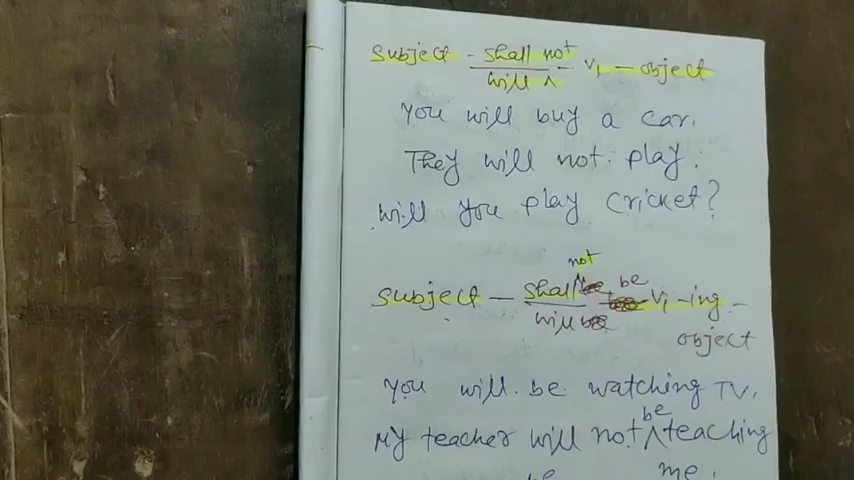 Subject - shall not V1 - object
will ^
You will buy a car.
They will not play.
will you play cricket?
not
Subject - shall be V1 -ing -
will object
You will be watching TV.
be
My teacher will not ^ teaching
be me.